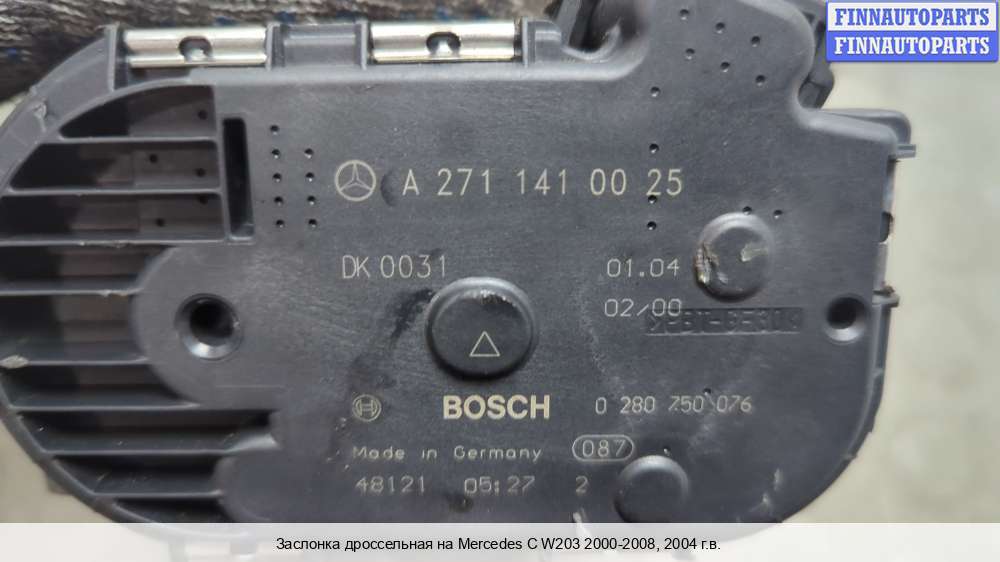 FINNAUTOPARTS
FINNAUTOPARTS
A 271 141 00 25
DK 0031
01.04
02/00
BOSCH 0 280 750 076
Made in Germany 087
48121 05:27 2
Заслонка дроссельная на Mercedes C W203 2000-2008, 2004 г.в.